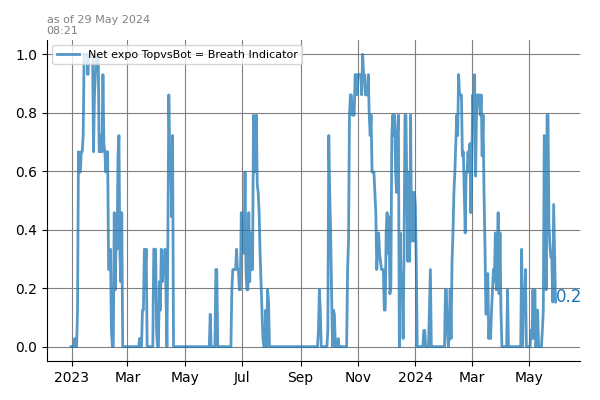 as of 29 May 2024
08:21
Net expo TopvsBot = Breath Indicator
1.0
0.8
0.6
0.4
0.2
0.0
0.2
2023 Mar May Jul Sep Nov 2024 Mar May